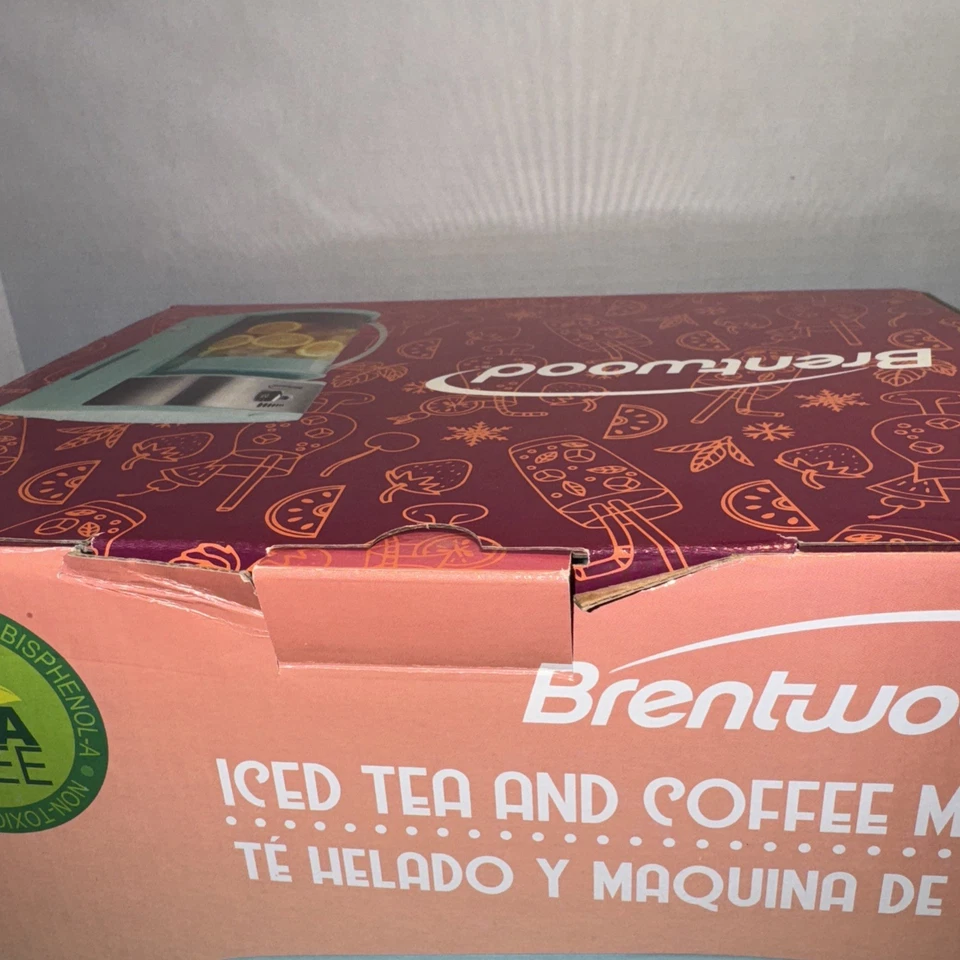 Brentwood
BISPHENOL-A • NON-TOXIC
Brentwo
ICED TEA AND COFFEE M
TÉ HELADO Y MAQUINA DE